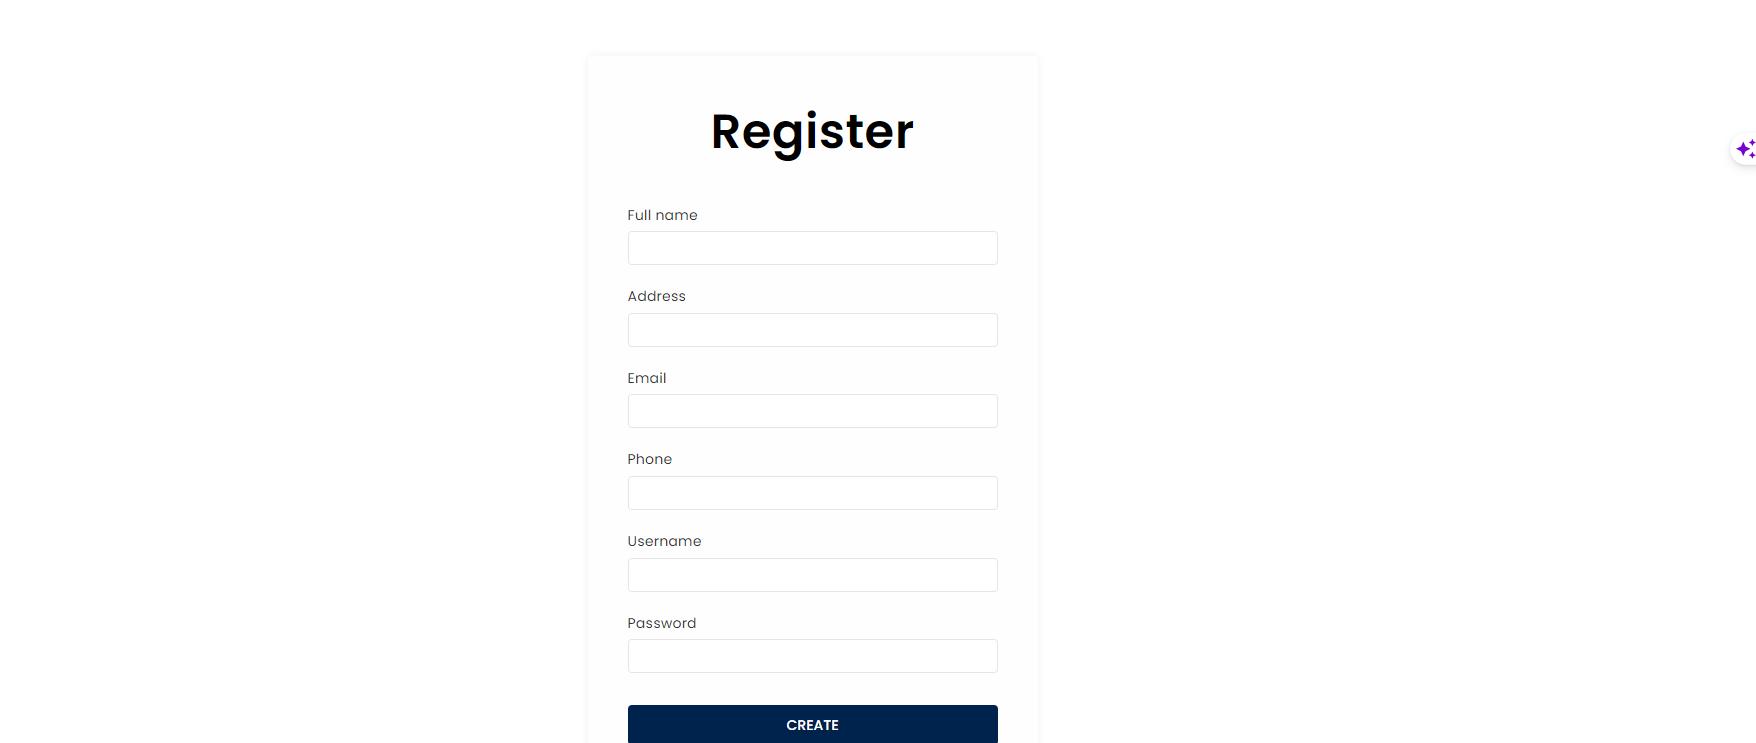 Register
Full name
Address
Email
Phone
Username
Password
CREATE